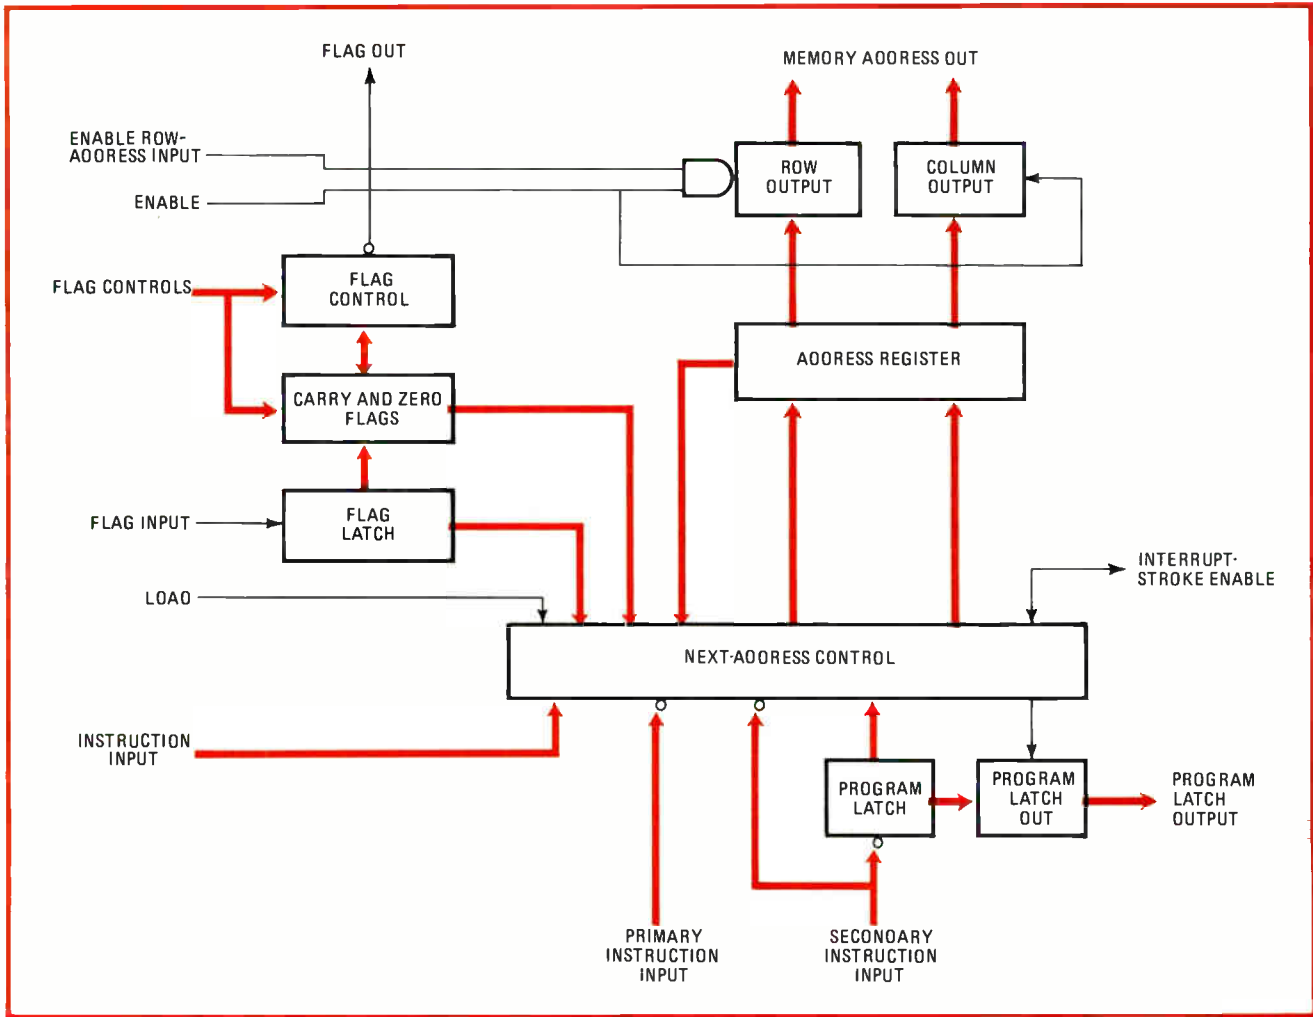 FLAG OUT
MEMORY AOORESS OUT
ENABLE ROW-
AOORESS INPUT
ENABLE
ROW
OUTPUT
COLUMN
OUTPUT
FLAG CONTROLS
FLAG
CONTROL
AOORESS REGISTER
CARRY AND ZERO
FLAGS
FLAG INPUT
FLAG
LATCH
INTERRUPT-
STROKE ENABLE
LOAO
NEXT-AOORESS CONTROL
INSTRUCTION
INPUT
PROGRAM
LATCH
PROGRAM
LATCH
OUT
PROGRAM
LATCH
OUTPUT
PRIMARY
INSTRUCTION
INPUT
SECONOARY
INSTRUCTION
INPUT